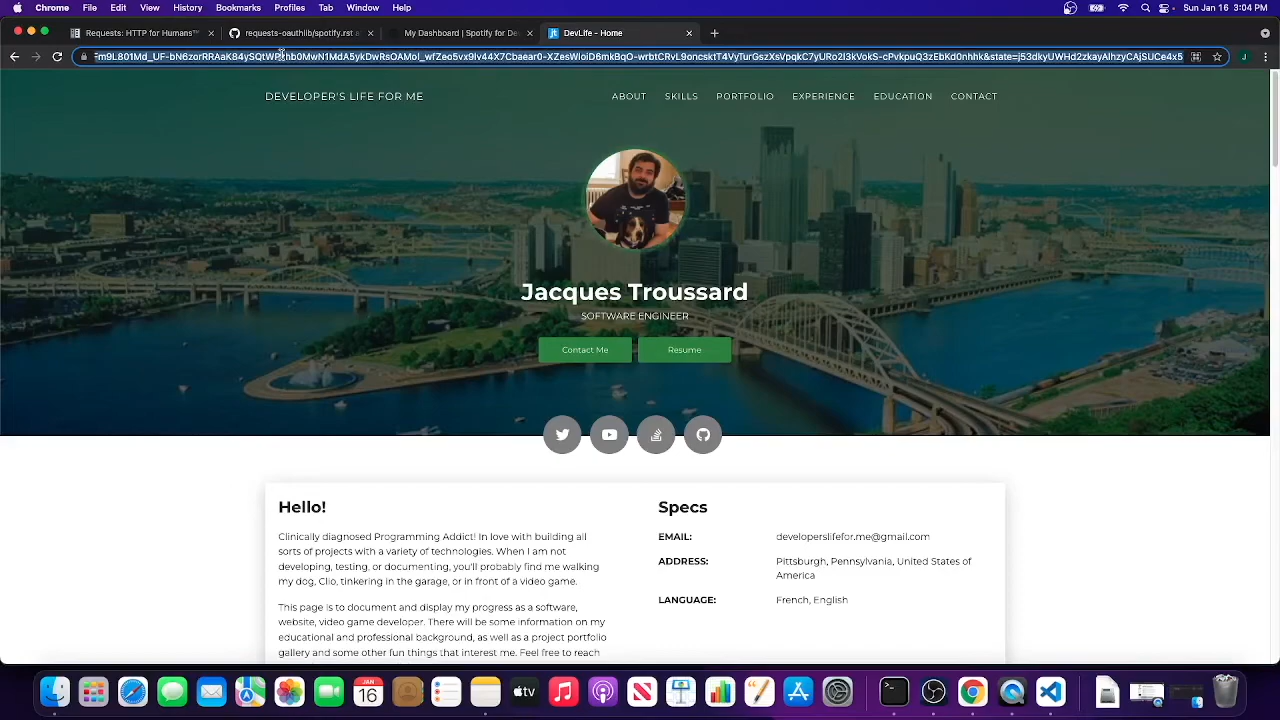 Chrome File Edit View History Bookmarks Profiles Tab Window Help Sun Jan 16 3:04 PM
Requests: HTTP for Humans™ requests-oauthlib/spotify.rst a My Dashboard | Spotify for De DevLife - Home
DEVELOPER'S LIFE FOR ME ABOUT SKILLS PORTFOLIO EXPERIENCE EDUCATION CONTACT
Jacques Troussard
SOFTWARE ENGINEER
Contact Me Resume
Hello! Specs
Clinically diagnosed Programming Addict! In love with building all
sorts of projects with a variety of technologies. When I am not
developing, testing, or documenting, you'll probably find me walking
my dog, Clio, tinkering in the garage, or in front of a video game.
This page is to document and display my progress as a software,
website, video game developer. There will be some information on my
educational and professional background, as well as a project portfolio
gallery and some other fun things that interest me. Feel free to reach
EMAIL: developerslifefor.me@gmail.com
ADDRESS: Pittsburgh, Pennsylvania, United States of
America
LANGUAGE: French, English
JAN
16
tv